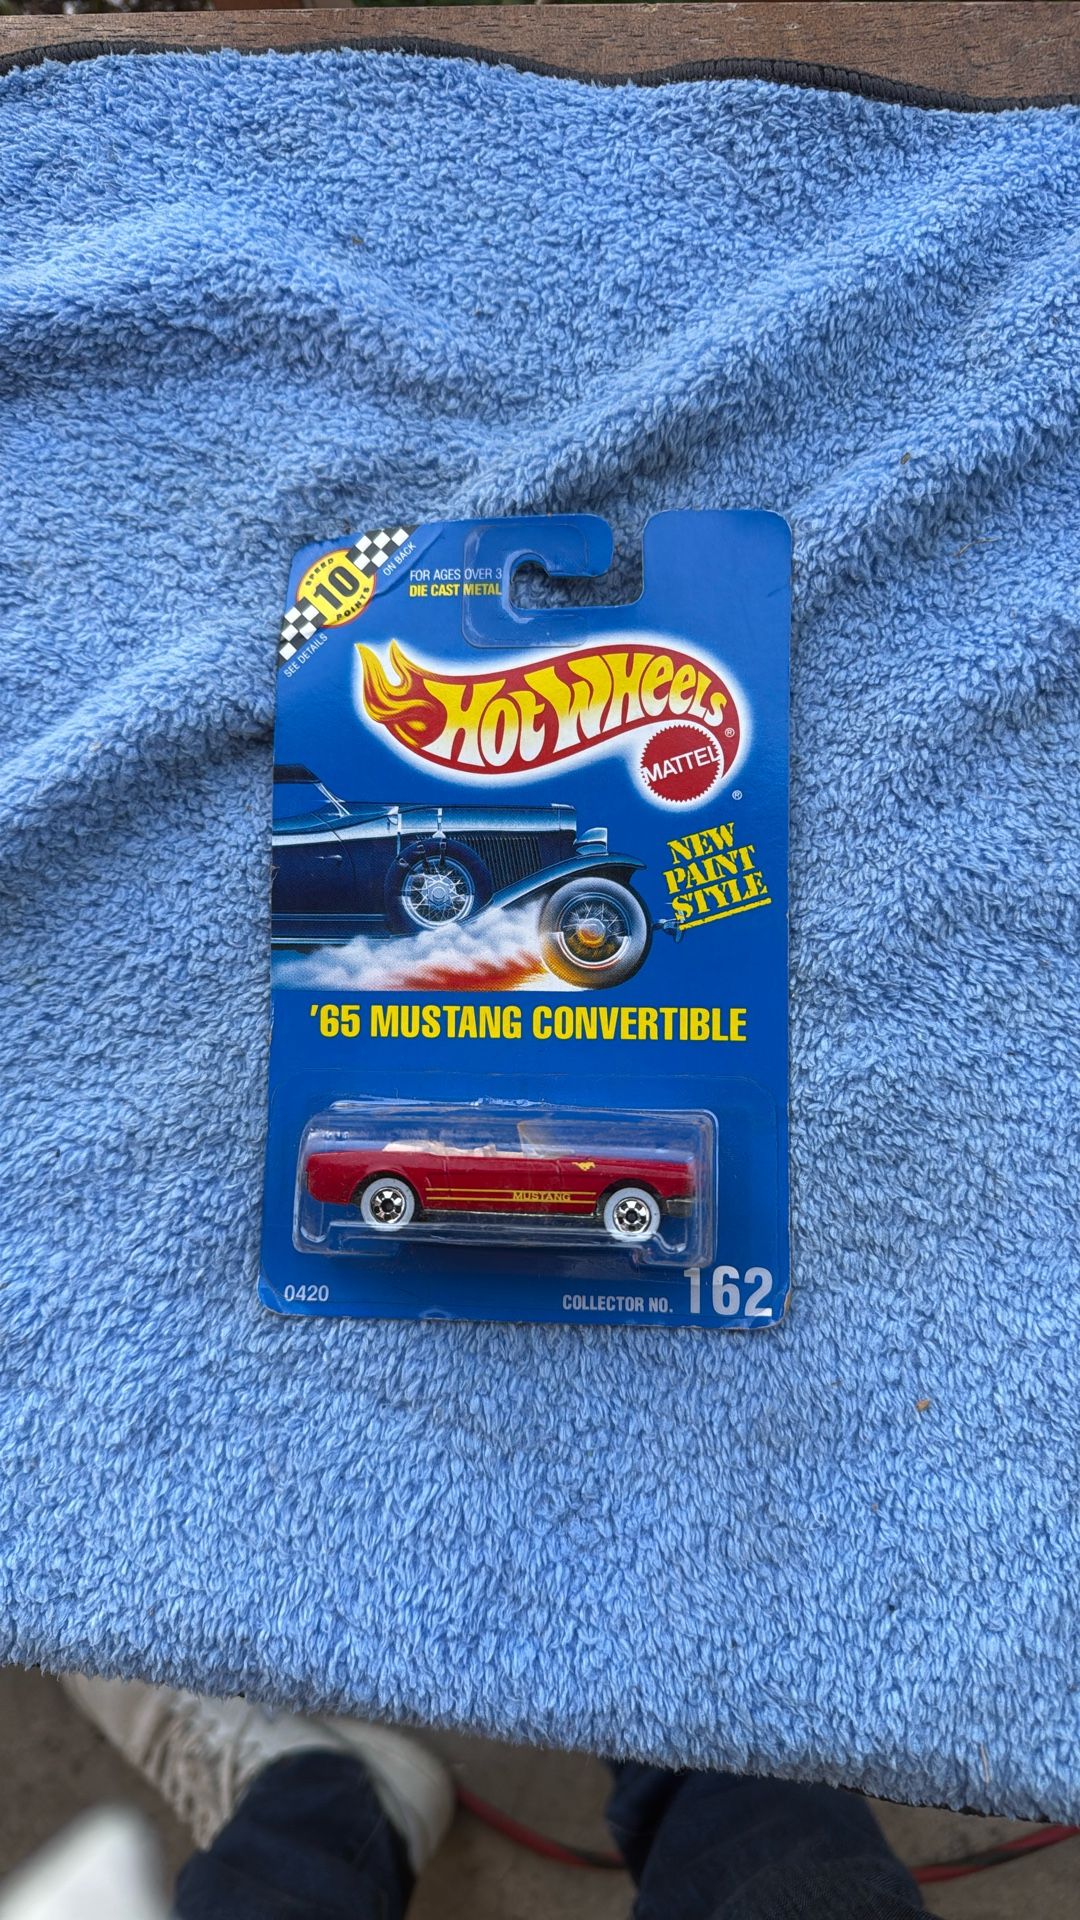 SPEED
10
POINTS
SEE DETAILS
ON BACK
FOR AGES OVER 3
DIE CAST METAL
HOT WHEELS®
MATTEL
®
NEW
PAINT
STYLE
'65 MUSTANG CONVERTIBLE
MUSTANG
0420
COLLECTOR NO. 162